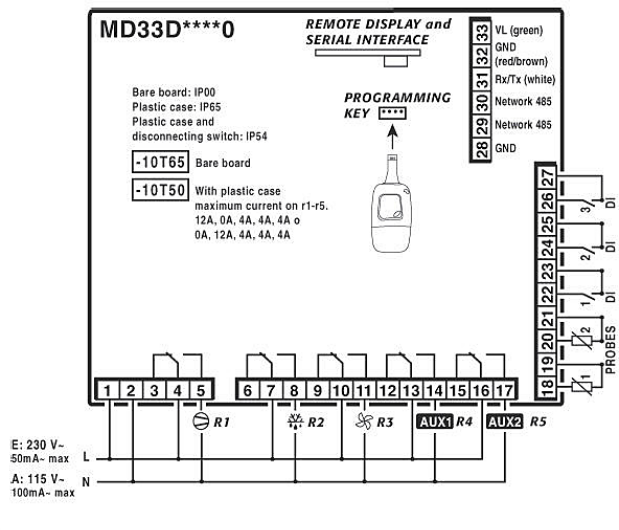 MD33D****0
REMOTE DISPLAY and
SERIAL INTERFACE
33 VL (green)
32 GND
(red/brown)
31 Rx/Tx (white)
30 Network 485
29 Network 485
28 GND
Bare board: IP00
Plastic case: IP65
Plastic case and
disconnecting switch: IP54
PROGRAMMING
KEY
-10T65 Bare board
-10T50 With plastic case
maximum current on r1-r5.
12A, 0A, 4A, 4A, 4A o
0A, 12A, 4A, 4A, 4A
27
26 3 DI
25
24 2 DI
23
22 1 DI
21
20 2
19
18 1
PROBES
1 2 3 4 5 6 7 8 9 10 11 12 13 14 15 16 17
R1 R2 R3 AUX1 R4 AUX2 R5
E: 230 V~
50mA~ max L
A: 115 V~ N
100mA~ max